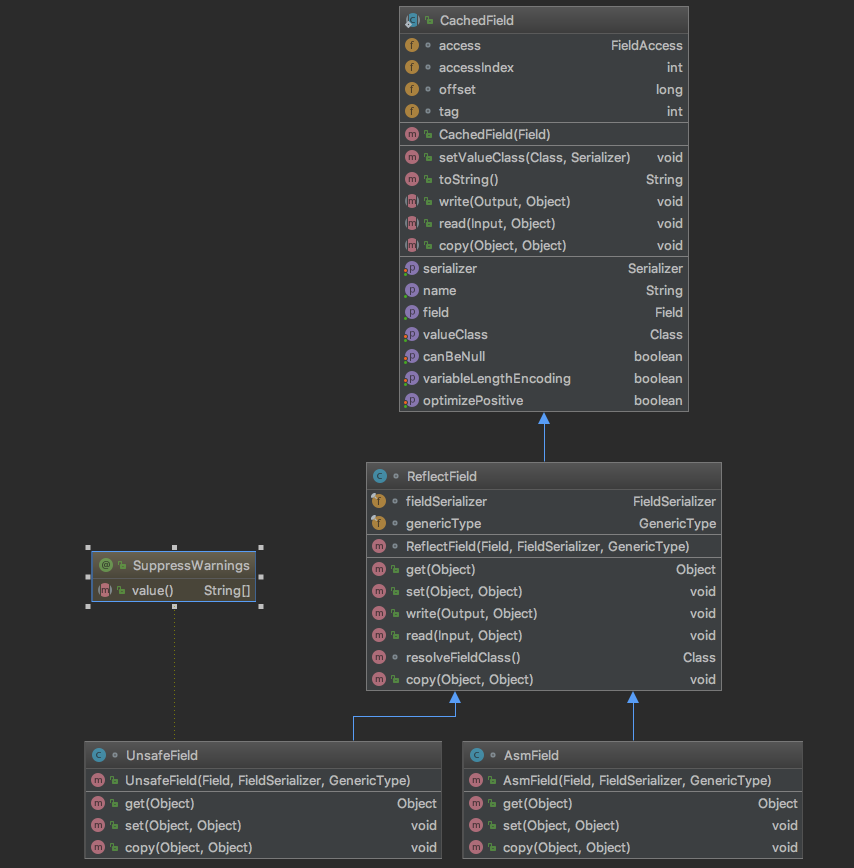 CachedField
access FieldAccess
accessIndex int
offset long
tag int
CachedField(Field)
setValueClass(Class, Serializer) void
toString() String
write(Output, Object) void
read(Input, Object) void
copy(Object, Object) void
serializer Serializer
name String
field Field
valueClass Class
canBeNull boolean
variableLengthEncoding boolean
optimizePositive boolean
ReflectField
fieldSerializer FieldSerializer
genericType GenericType
ReflectField(Field, FieldSerializer, GenericType)
get(Object) Object
set(Object, Object) void
write(Output, Object) void
read(Input, Object) void
resolveFieldClass() Class
copy(Object, Object) void
SuppressWarnings
value() String[]
UnsafeField
UnsafeField(Field, FieldSerializer, GenericType)
get(Object) Object
set(Object, Object) void
copy(Object, Object) void
AsmField
AsmField(Field, FieldSerializer, GenericType)
get(Object) Object
set(Object, Object) void
copy(Object, Object) void